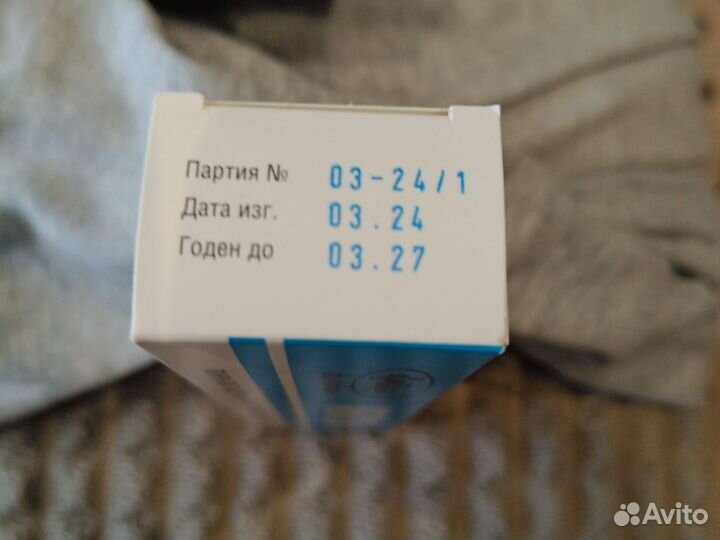 Партия № 03-24/1
Дата изг. 03.24
Годен до 03.27
Avito